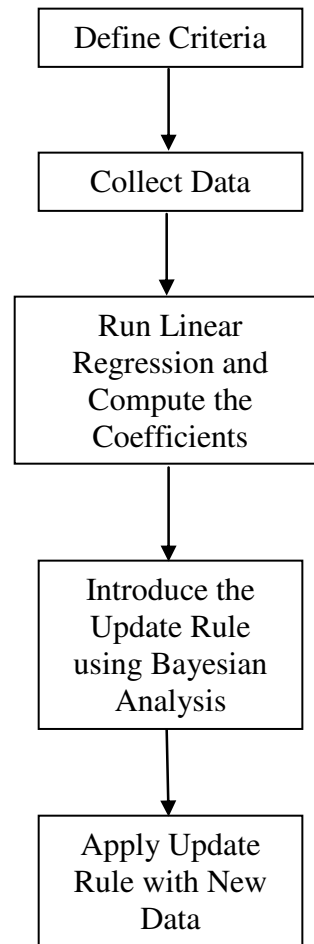 Define Criteria
Collect Data
Run Linear
Regression and
Compute the
Coefficients
Introduce the
Update Rule
using Bayesian
Analysis
Apply Update
Rule with New
Data